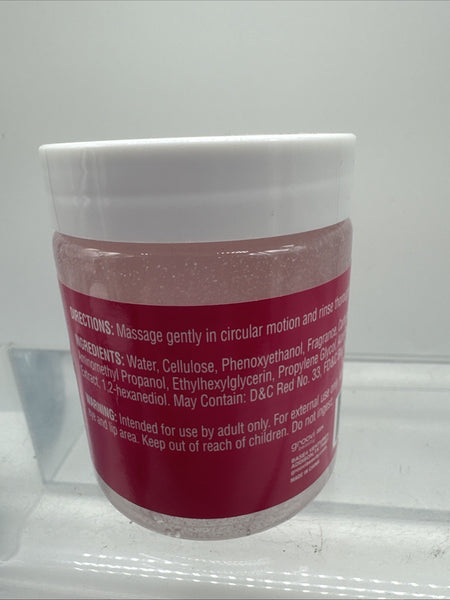 DIRECTIONS: Massage gently in circular motion and rinse
INGREDIENTS: Water, Cellulose, Phenoxyethanol, Fragrance,
Aminomethyl Propanol, Ethylhexylglycerin, Propylene Glycol,
Extract, 1,2-hexanediol. May Contain: D&C Red No. 33,
WARNING: Intended for use by adult only. For external use only.
Eye and lip area. Keep out of reach of children. Do not ingest.
MADE IN CHINA